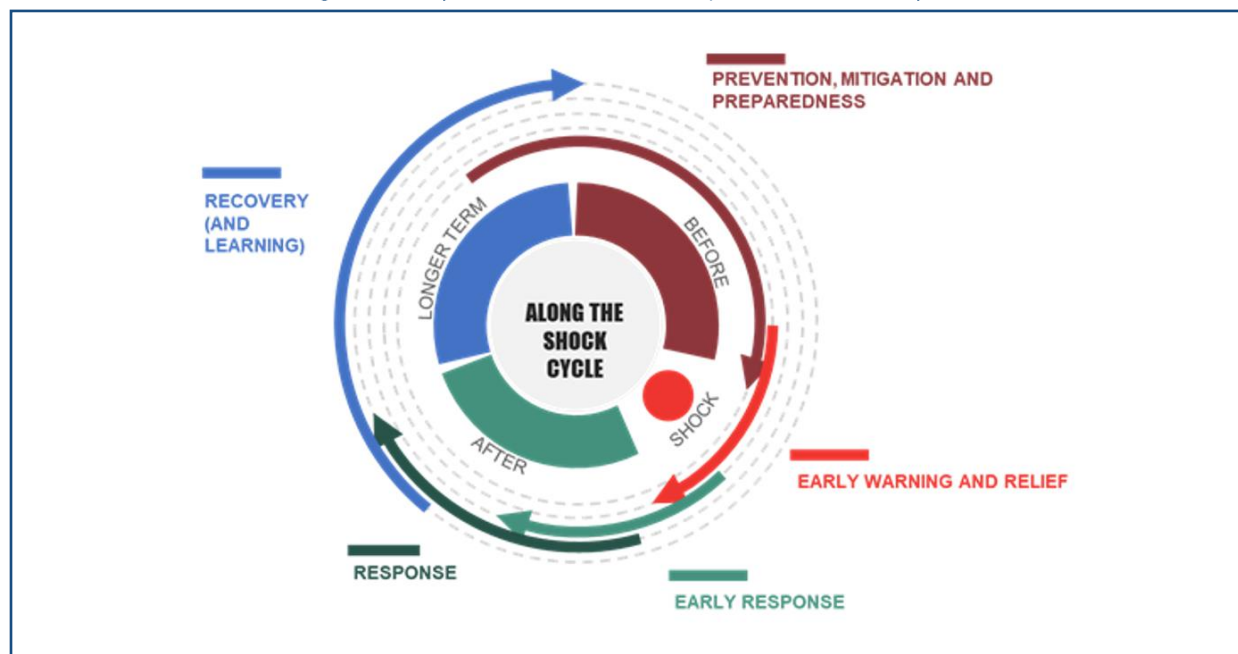 PREVENTION, MITIGATION AND
PREPAREDNESS
RECOVERY
(AND
LEARNING)
LONGER TERM
BEFORE
ALONG THE
SHOCK
CYCLE
SHOCK
AFTER
EARLY WARNING AND RELIEF
RESPONSE
EARLY RESPONSE